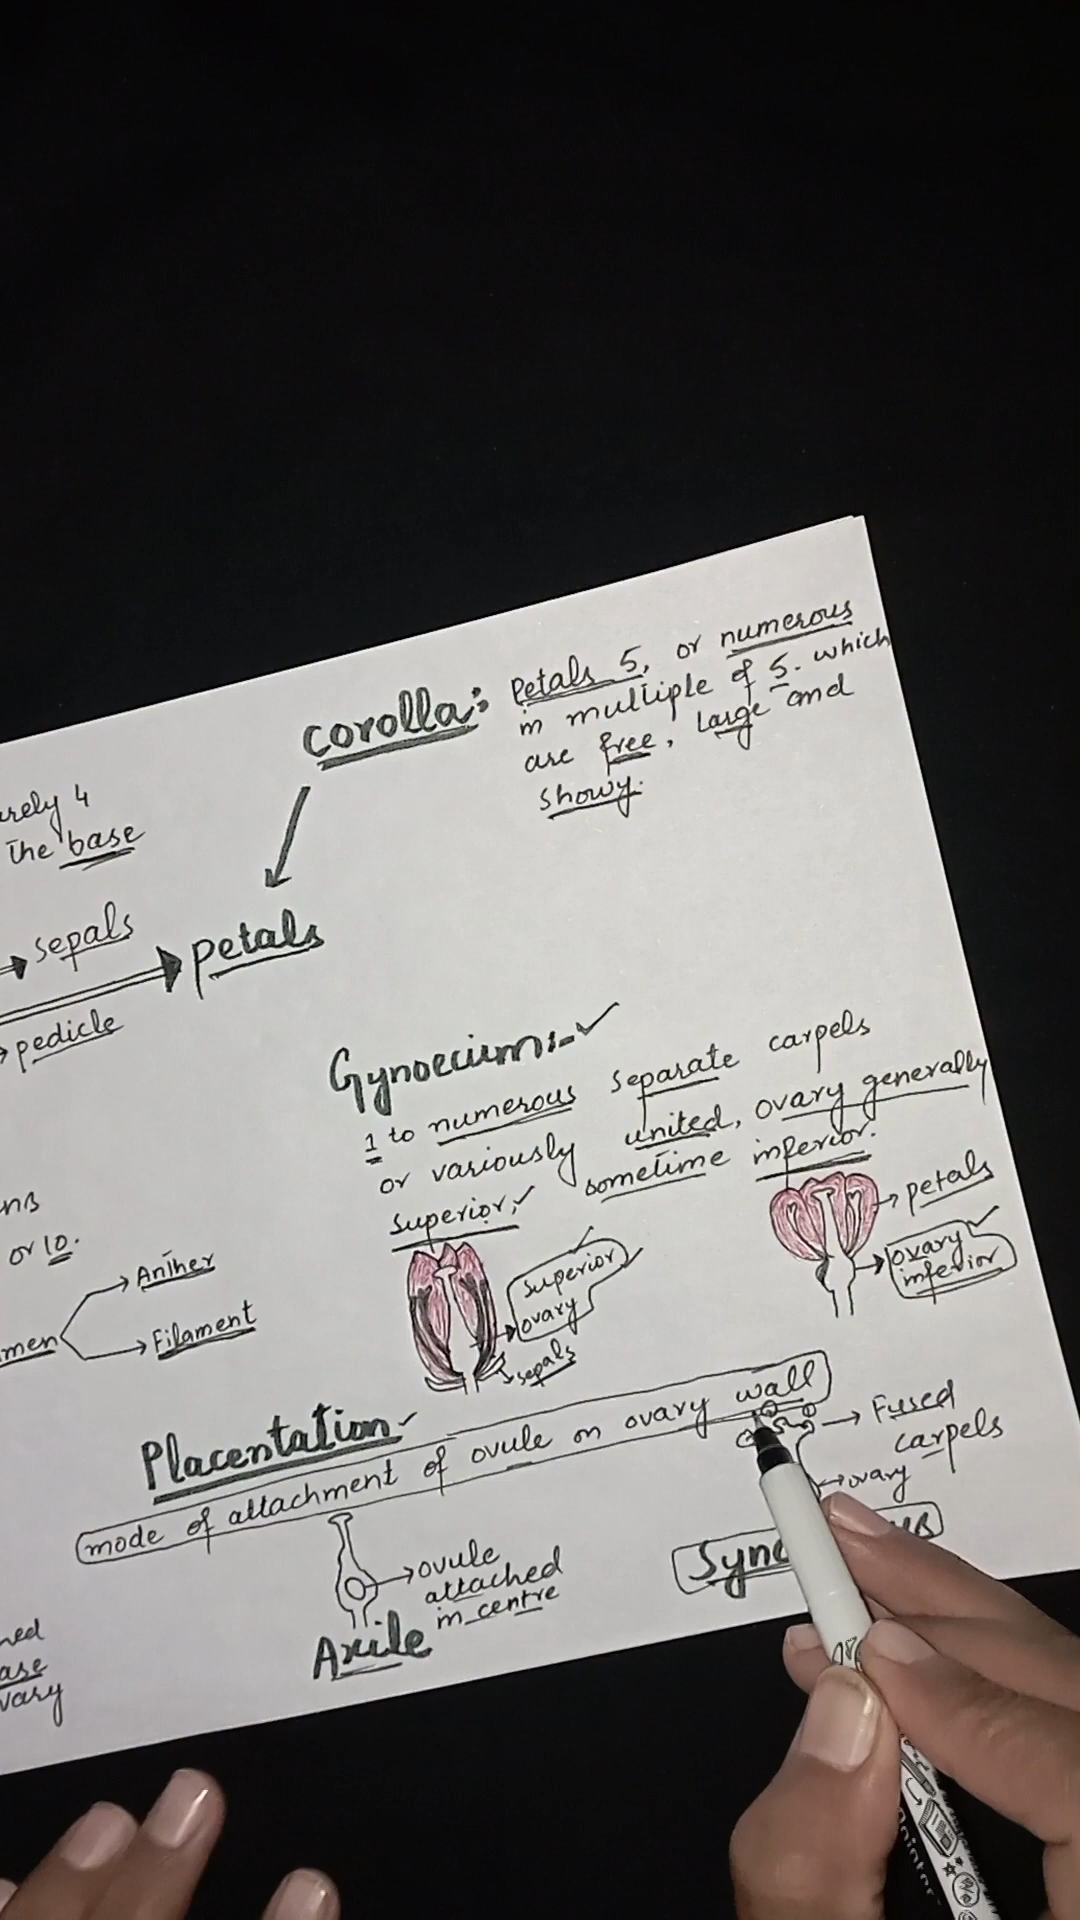 corolla:
Petals 5, or numerous
in multiple of 5. which
are free, large and
showy.
rely 4
The base
sepals
petals
pedicle
Gynoecium:-
1 to numerous separate carpels
or variously united, ovary generally
superior, sometime inferior.
petals
ovary
inferior
superior
ovary
sepals
or 10.
Anther
men
Filament
Placentation
mode of attachment of ovule on ovary wall
Fused
carpels
ovary
ovule
attached
in centre
Axile